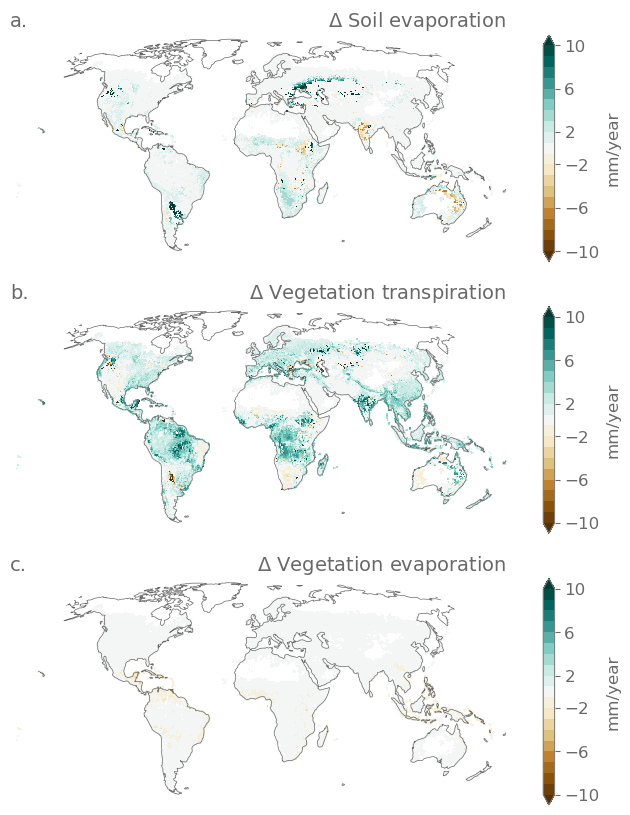 a.
Δ Soil evaporation
10
6
2
−2
−6
−10
mm/year
b.
Δ Vegetation transpiration
10
6
2
−2
−6
−10
mm/year
c.
Δ Vegetation evaporation
10
6
2
−2
−6
−10
mm/year